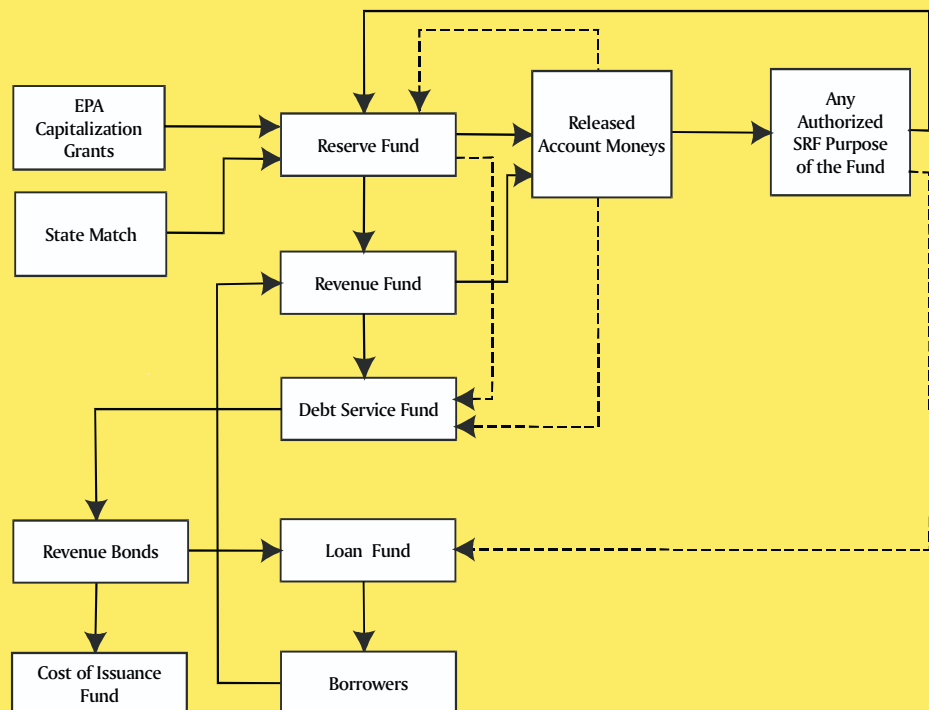 EPA
Capitalization
Grants
State Match
Reserve Fund
Released
Account Moneys
Any
Authorized
SRF Purpose
of the Fund
Revenue Fund
Debt Service Fund
Revenue Bonds
Loan Fund
Cost of Issuance
Fund
Borrowers